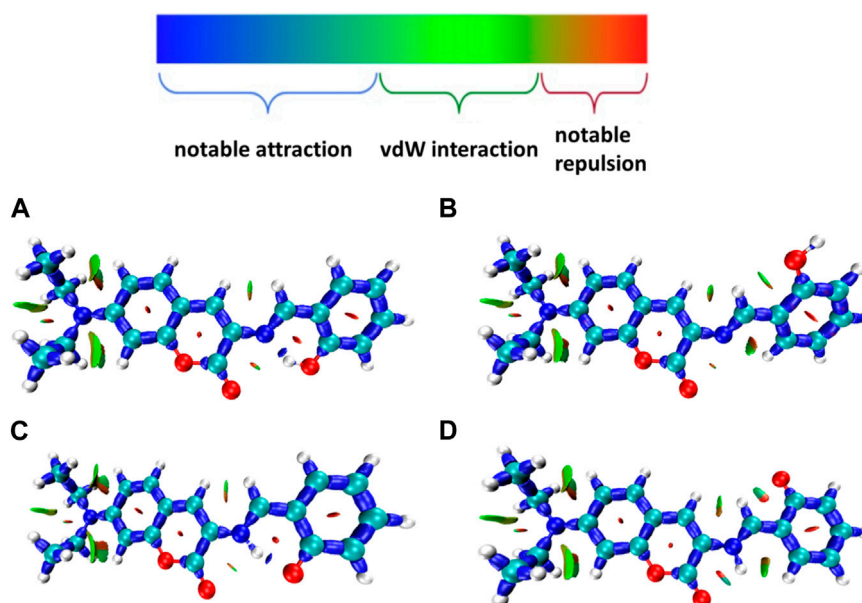 notable attraction
vdW interaction
notable
repulsion
A
B
C
D